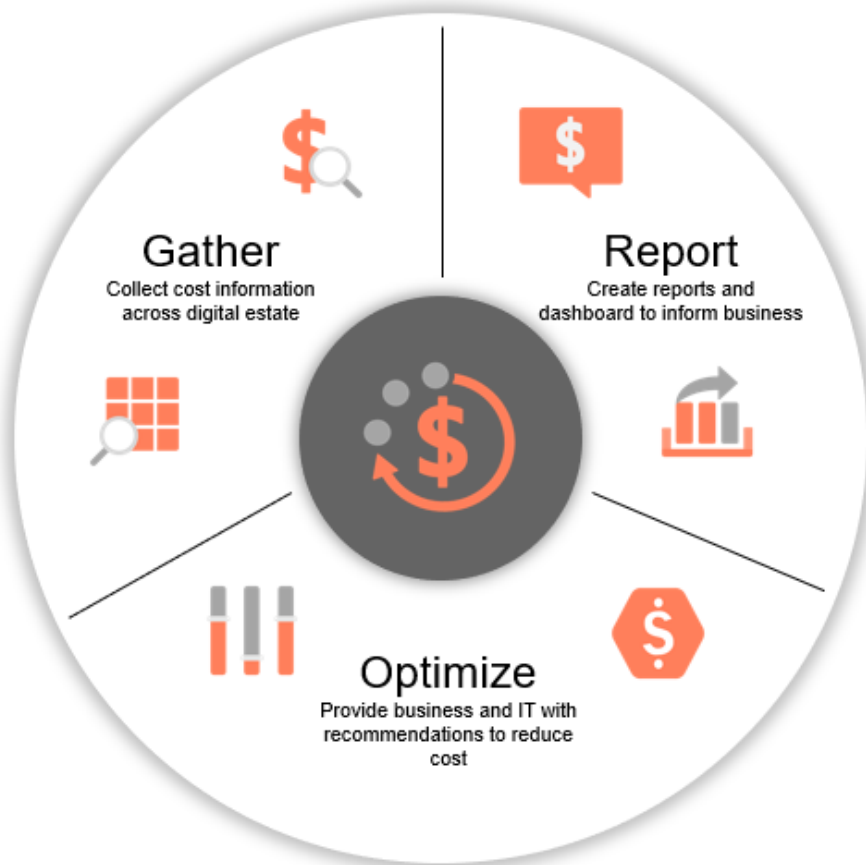 Gather
Collect cost information
across digital estate
Report
Create reports and
dashboard to inform business
Optimize
Provide business and IT with
recommendations to reduce
cost
$
$
$
$